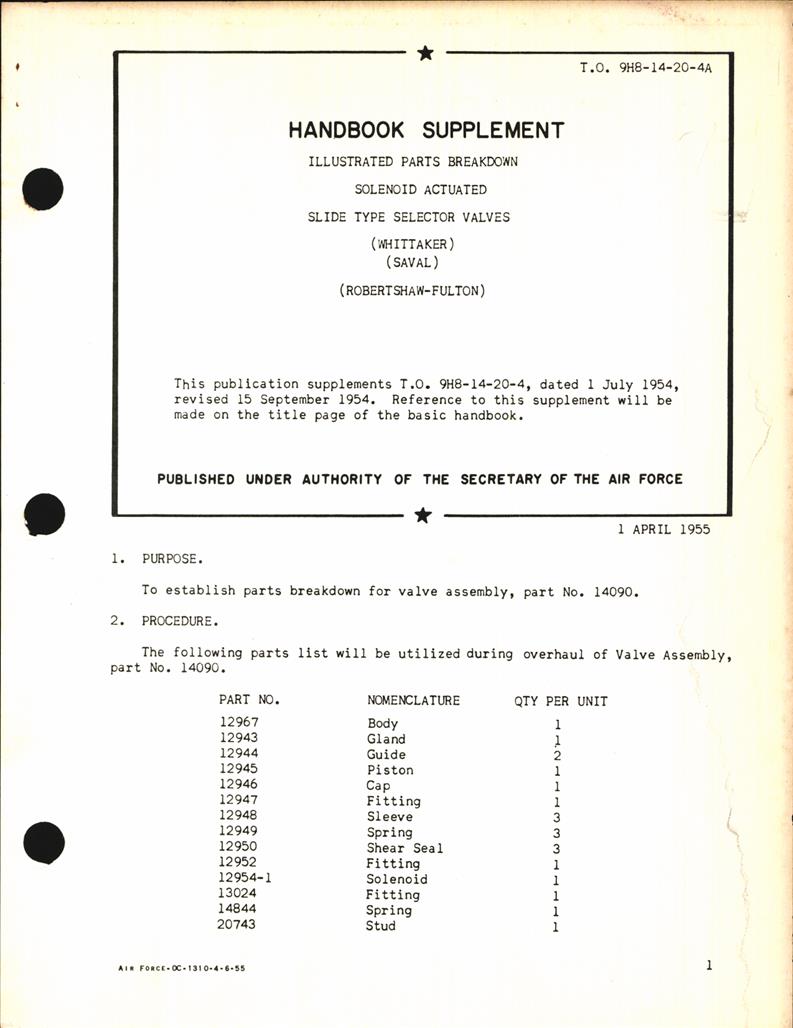 T.O. 9H8-14-20-4A
HANDBOOK SUPPLEMENT
ILLUSTRATED PARTS BREAKDOWN
SOLENOID ACTUATED
SLIDE TYPE SELECTOR VALVES
(WHITTAKER)
(SAVAL)
(ROBERTSHAW-FULTON)
This publication supplements T.O. 9H8-14-20-4, dated 1 July 1954,
revised 15 September 1954. Reference to this supplement will be
made on the title page of the basic handbook.
PUBLISHED UNDER AUTHORITY OF THE SECRETARY OF THE AIR FORCE
1 APRIL 1955
1. PURPOSE.
To establish parts breakdown for valve assembly, part No. 14090.
2. PROCEDURE.
The following parts list will be utilized during overhaul of Valve Assembly,
part No. 14090.
PART NO. NOMENCLATURE QTY PER UNIT
12967 Body 1
12943 Gland 1
12944 Guide 2
12945 Piston 1
12946 Cap 1
12947 Fitting 1
12948 Sleeve 3
12949 Spring 3
12950 Shear Seal 3
12952 Fitting 1
12954-1 Solenoid 1
13024 Fitting 1
14844 Spring 1
20743 Stud 1
AIR FORCE-OC-1310-4-6-55 1